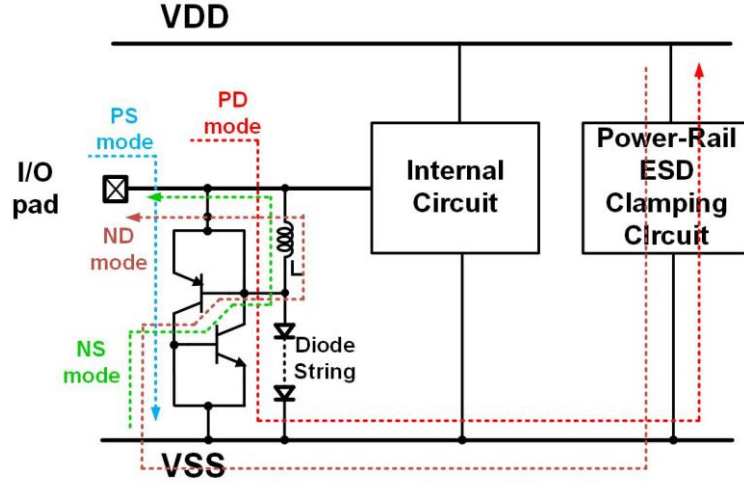 VDD
PS
mode
PD
mode
I/O
pad
Internal
Circuit
Power-Rail
ESD
Clamping
CIrcuit
ND
mode
L
NS
mode
Diode
String
VSS